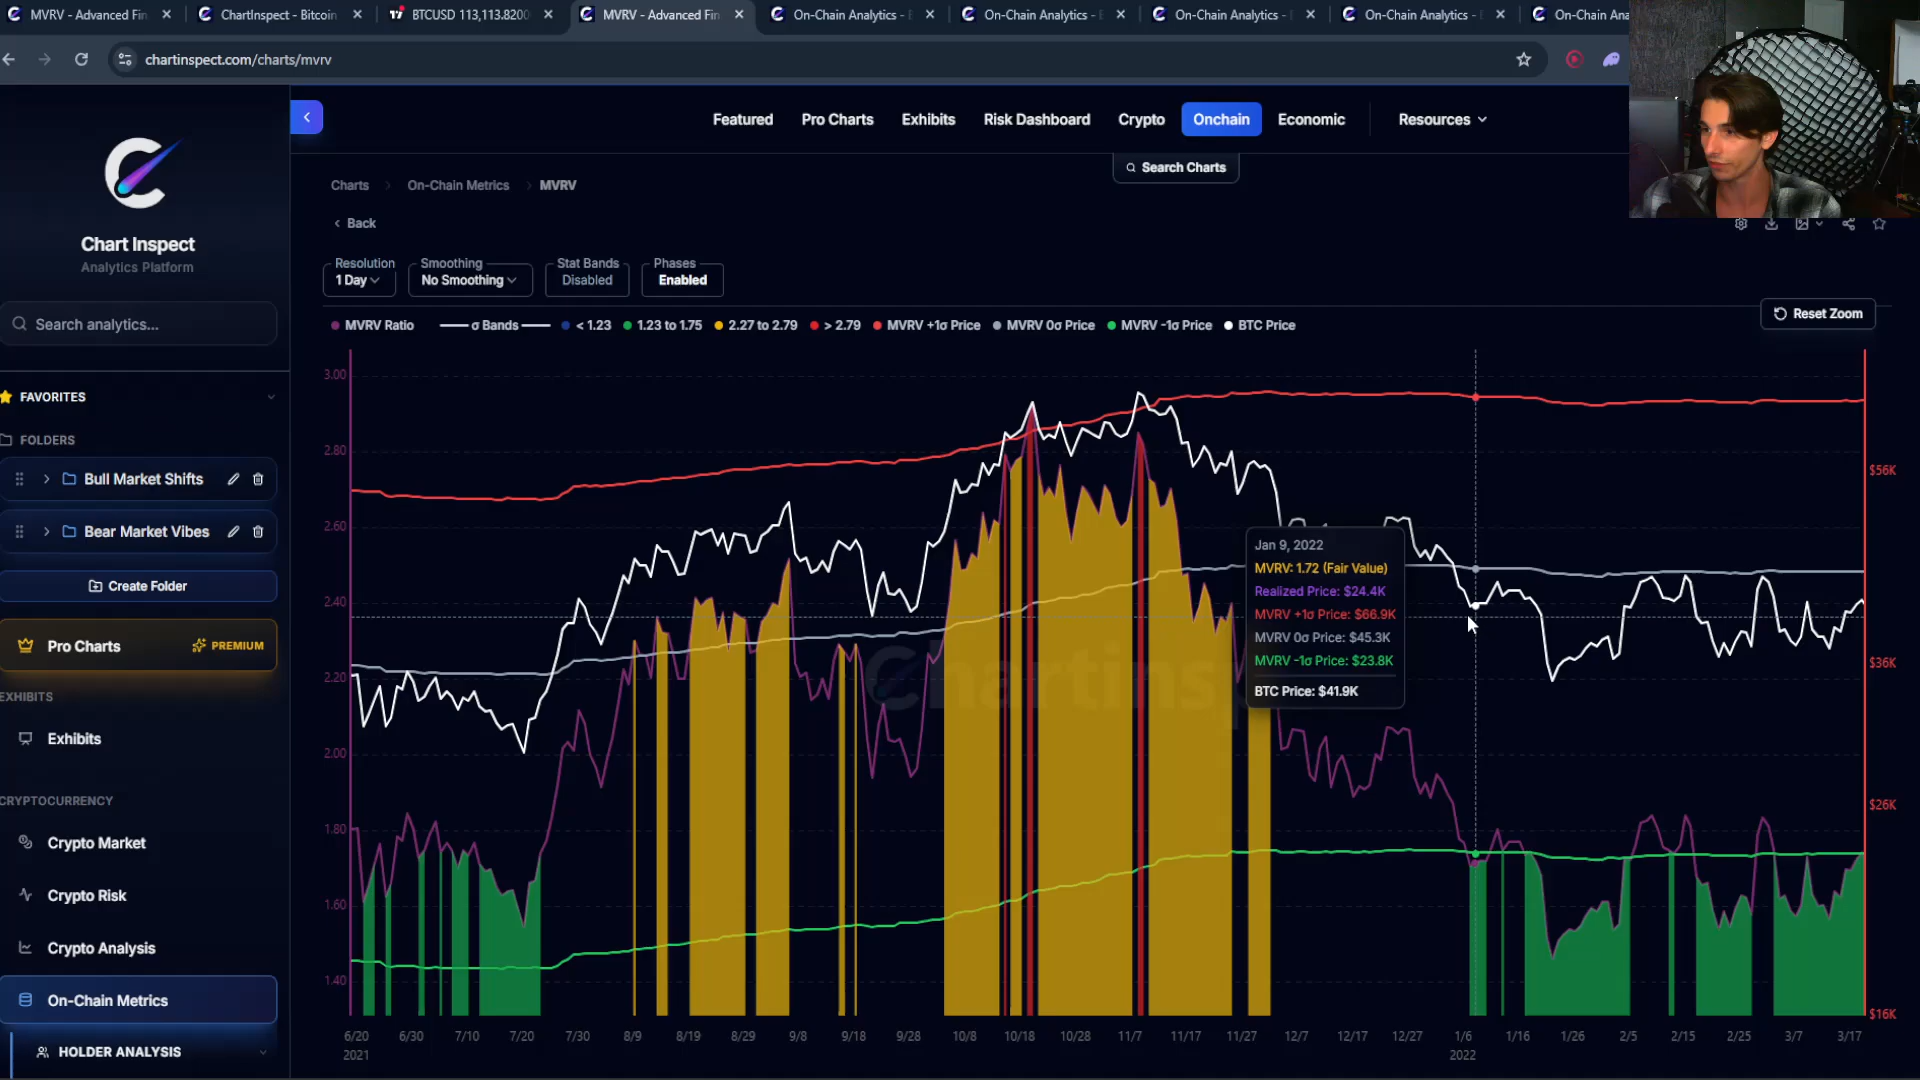 MVRV - Advanced Fin
ChartInspect - Bitcoin
BTCUSD 113,113.8200
MVRV - Advanced Fin
On-Chain Analytics -
On-Chain Analytics -
On-Chain Analytics -
On-Chain Analytics -
On-Chain Ana
chartinspect.com/charts/mvrv
Chart Inspect
Analytics Platform
Search analytics...
FAVORITES
FOLDERS
Bull Market Shifts
Bear Market Vibes
Create Folder
Pro Charts PREMIUM
EXHIBITS
Exhibits
CRYPTOCURRENCY
Crypto Market
Crypto Risk
Crypto Analysis
On-Chain Metrics
HOLDER ANALYSIS
Featured Pro Charts Exhibits Risk Dashboard Crypto Onchain Economic Resources
Search Charts
Charts > On-Chain Metrics > MVRV
< Back
Resolution Smoothing Stat Bands Phases
1 Day No Smoothing Disabled Enabled
Reset Zoom
MVRV Ratio σ Bands < 1.23 1.23 to 1.75 2.27 to 2.79 > 2.79 MVRV +1σ Price MVRV 0σ Price MVRV -1σ Price BTC Price
3.00
2.80
2.60
2.40
2.20
2.00
1.80
1.60
1.40
$56K
$36K
$26K
$16K
Chartinsp
Jan 9, 2022
MVRV: 1.72 (Fair Value)
Realized Price: $24.4K
MVRV +1σ Price: $66.9K
MVRV 0σ Price: $45.3K
MVRV -1σ Price: $23.8K
BTC Price: $41.9K
6/20 6/30 7/10 7/20 7/30 8/9 8/19 8/29 9/8 9/18 9/28 10/8 10/18 10/28 11/7 11/17 11/27 12/7 12/17 12/27 1/6 1/16 1/26 2/5 2/15 2/25 3/7 3/17
2021 2022